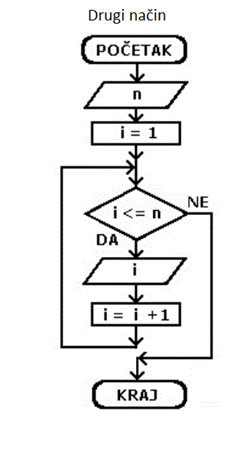 Drugi način
POČETAK
n
i = 1
i <= n
NE
DA
i
i = i +1
KRAJ